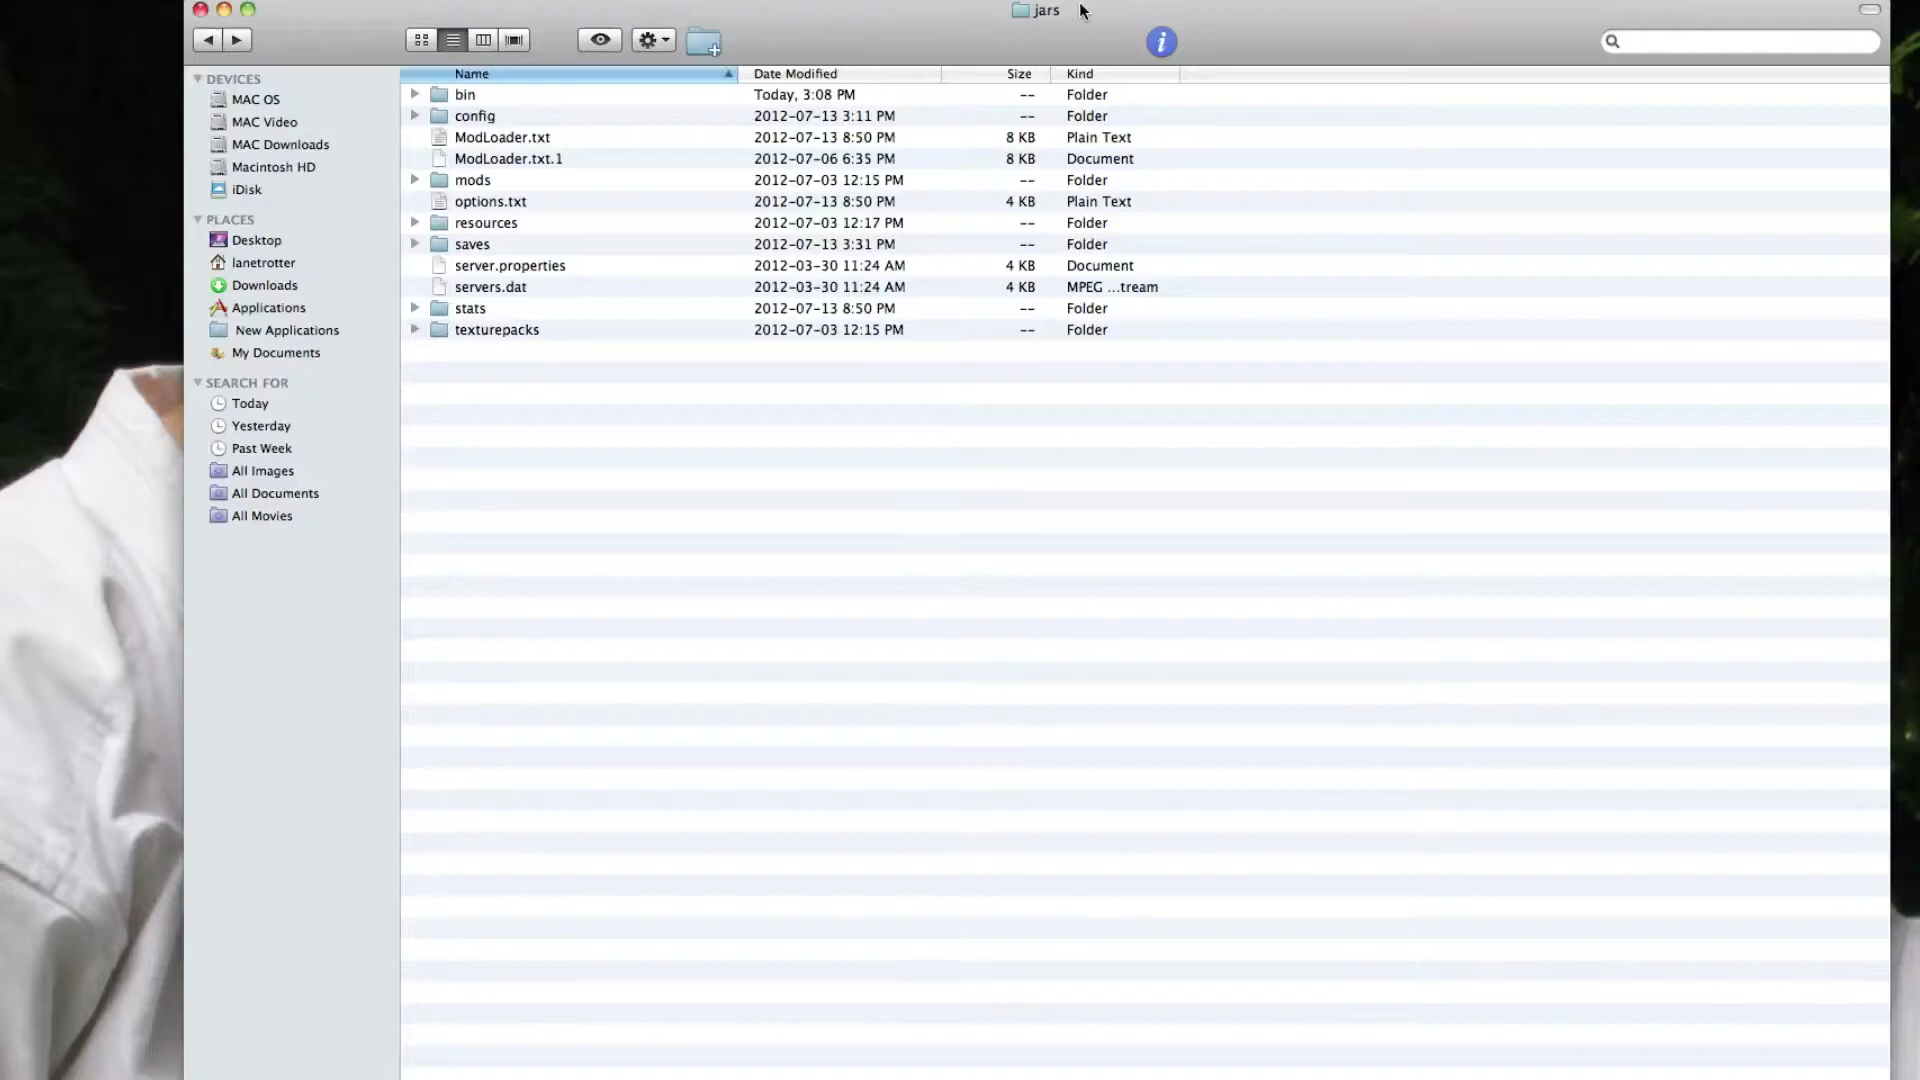 jars
Name Date Modified Size Kind
DEVICES
MAC OS
MAC Video
MAC Downloads
Macintosh HD
iDisk
PLACES
Desktop
lanetrotter
Downloads
Applications
New Applications
My Documents
SEARCH FOR
Today
Yesterday
Past Week
All Images
All Documents
All Movies
bin Today, 3:08 PM -- Folder
config 2012-07-13 3:11 PM -- Folder
ModLoader.txt 2012-07-13 8:50 PM 8 KB Plain Text
ModLoader.txt.1 2012-07-06 6:35 PM 8 KB Document
mods 2012-07-03 12:15 PM -- Folder
options.txt 2012-07-13 8:50 PM 4 KB Plain Text
resources 2012-07-03 12:17 PM -- Folder
saves 2012-07-13 3:31 PM -- Folder
server.properties 2012-03-30 11:24 AM 4 KB Document
servers.dat 2012-03-30 11:24 AM 4 KB MPEG ...tream
stats 2012-07-13 8:50 PM -- Folder
texturepacks 2012-07-03 12:15 PM -- Folder